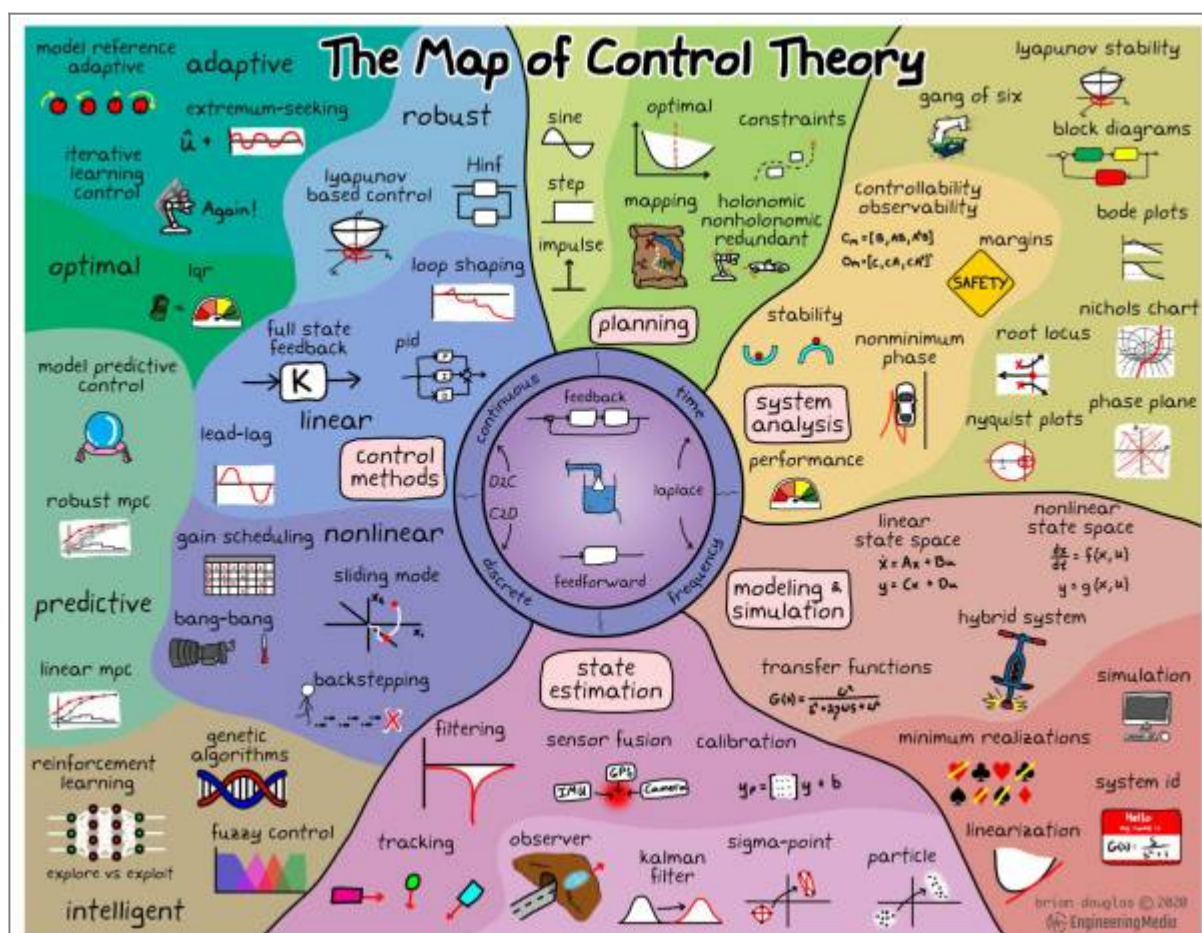 The Map of Control Theory
model reference
adaptive
adaptive
extremum-seeking
û +
iterative
learning
control
Again!
robust
Hinf
lyapunov
based control
loop shaping
optimal
lqr
full state
feedback
K
pid
linear
lead-lag
control
methods
model predictive
control
robust mpc
predictive
linear mpc
gain scheduling
nonlinear
sliding mode
bang-bang
backstepping
X
reinforcement
learning
explore vs exploit
genetic
algorithms
fuzzy control
intelligent
sine
step
impulse
optimal
constraints
mapping
holonomic
nonholonomic
redundant
planning
continuous
time
discrete
frequency
feedback
D2C
C2D
laplace
feedforward
lyapunov stability
gang of six
block diagrams
controllability
observability
margins
SAFETY
bode plots
nichols chart
stability
nonminimum
phase
root locus
system
analysis
nyquist plots
phase plane
performance
linear
state space
ẋ = Ax + Bu
y = Cx + Du
nonlinear
state space
dx/dt = f(x, u)
y = g(x, u)
modeling &
simulation
hybrid system
transfer functions
simulation
minimum realizations
system id
Hello
linearization
state
estimation
filtering
sensor fusion
IMU
GPS
Camera
calibration
y + b
tracking
observer
kalman
filter
sigma-point
particle
brian douglas © 2020
EngineeringMedia